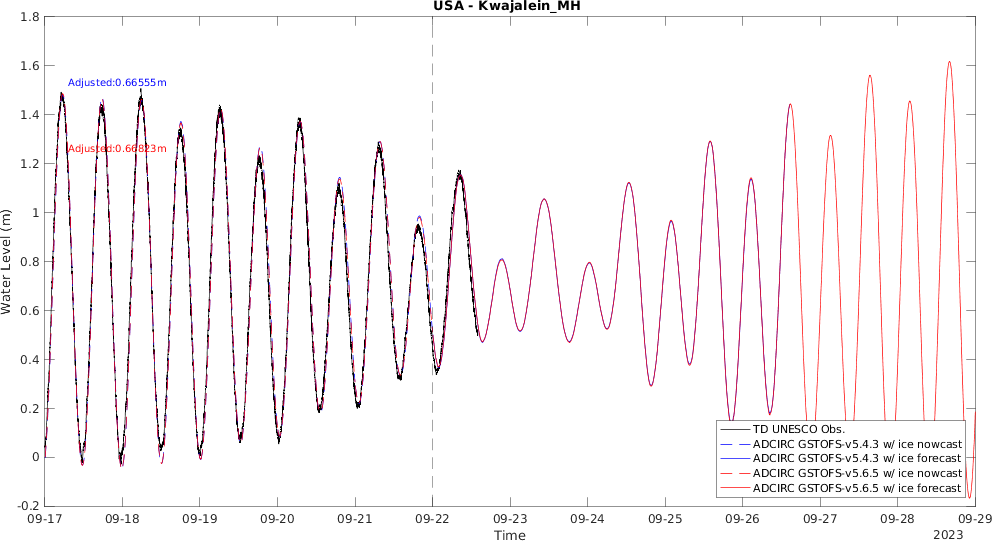 USA - Kwajalein_MH
1.8
1.6
1.4
1.2
1
0.8
0.6
0.4
0.2
0
-0.2
Water Level (m)
Adjusted:0.66555m
Adjusted:0.66823m
TD UNESCO Obs.
ADCIRC GSTOFS-v5.4.3 w/ ice nowcast
ADCIRC GSTOFS-v5.4.3 w/ ice forecast
ADCIRC GSTOFS-v5.6.5 w/ ice nowcast
ADCIRC GSTOFS-v5.6.5 w/ ice forecast
09-17 09-18 09-19 09-20 09-21 09-22 09-23 09-24 09-25 09-26 09-27 09-28 09-29
Time
2023